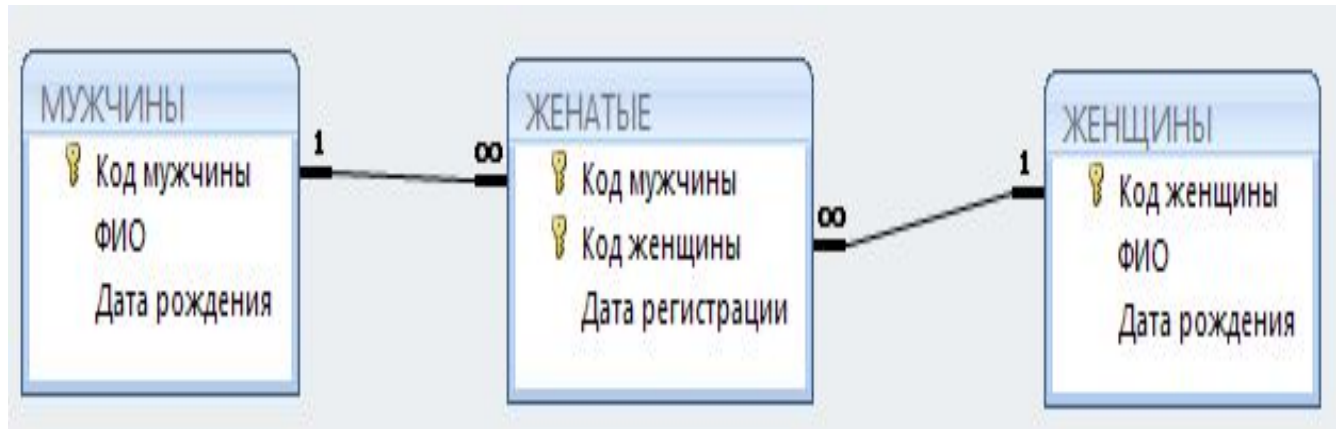 МУЖЧИНЫ
Код мужчины
ФИО
Дата рождения
1
∞
ЖЕНАТЫЕ
Код мужчины
Код женщины
Дата регистрации
∞
1
ЖЕНЩИНЫ
Код женщины
ФИО
Дата рождения